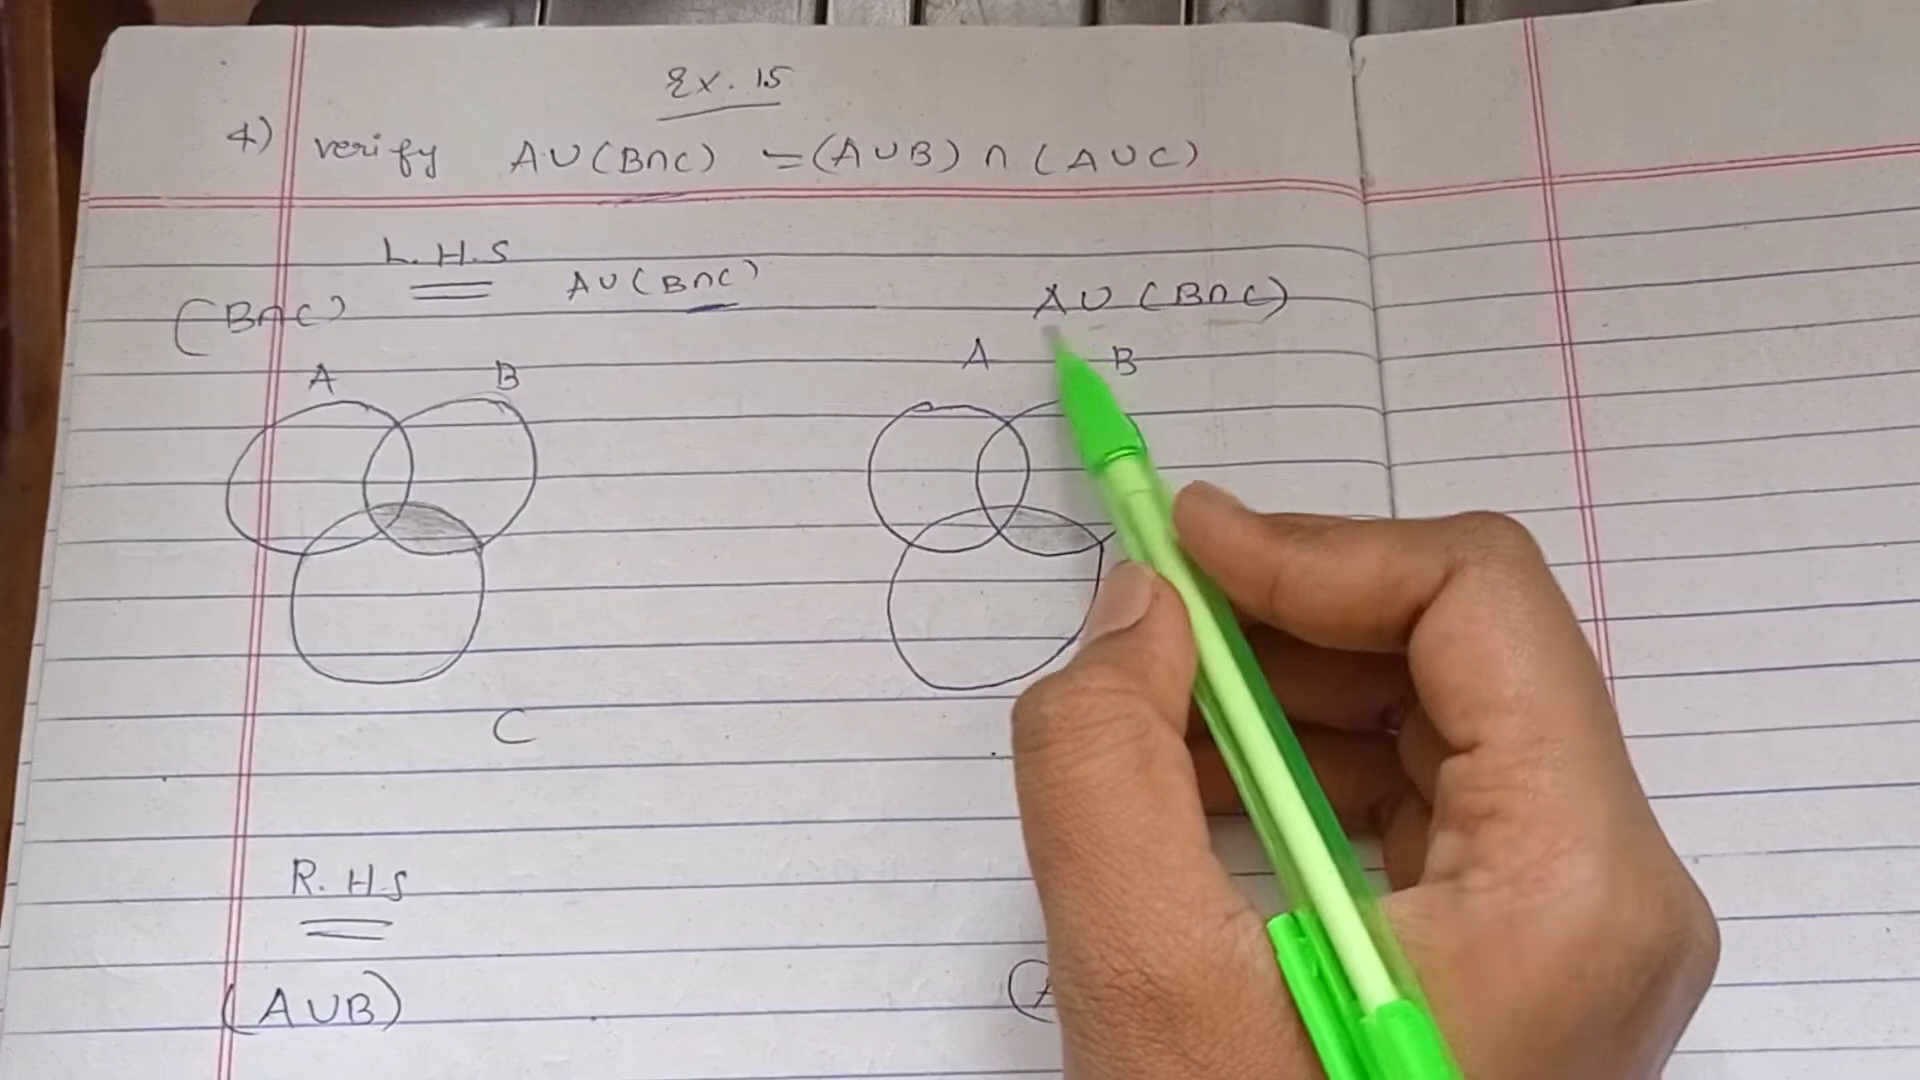 Ex. 15
4) verify A∪(B∩C) = (A∪B) ∩ (A∪C)
L.H.S
A∪(B∩C)
(B∩C)
A∪(B∩C)
A B
A B
C
R.H.S
(A∪B)